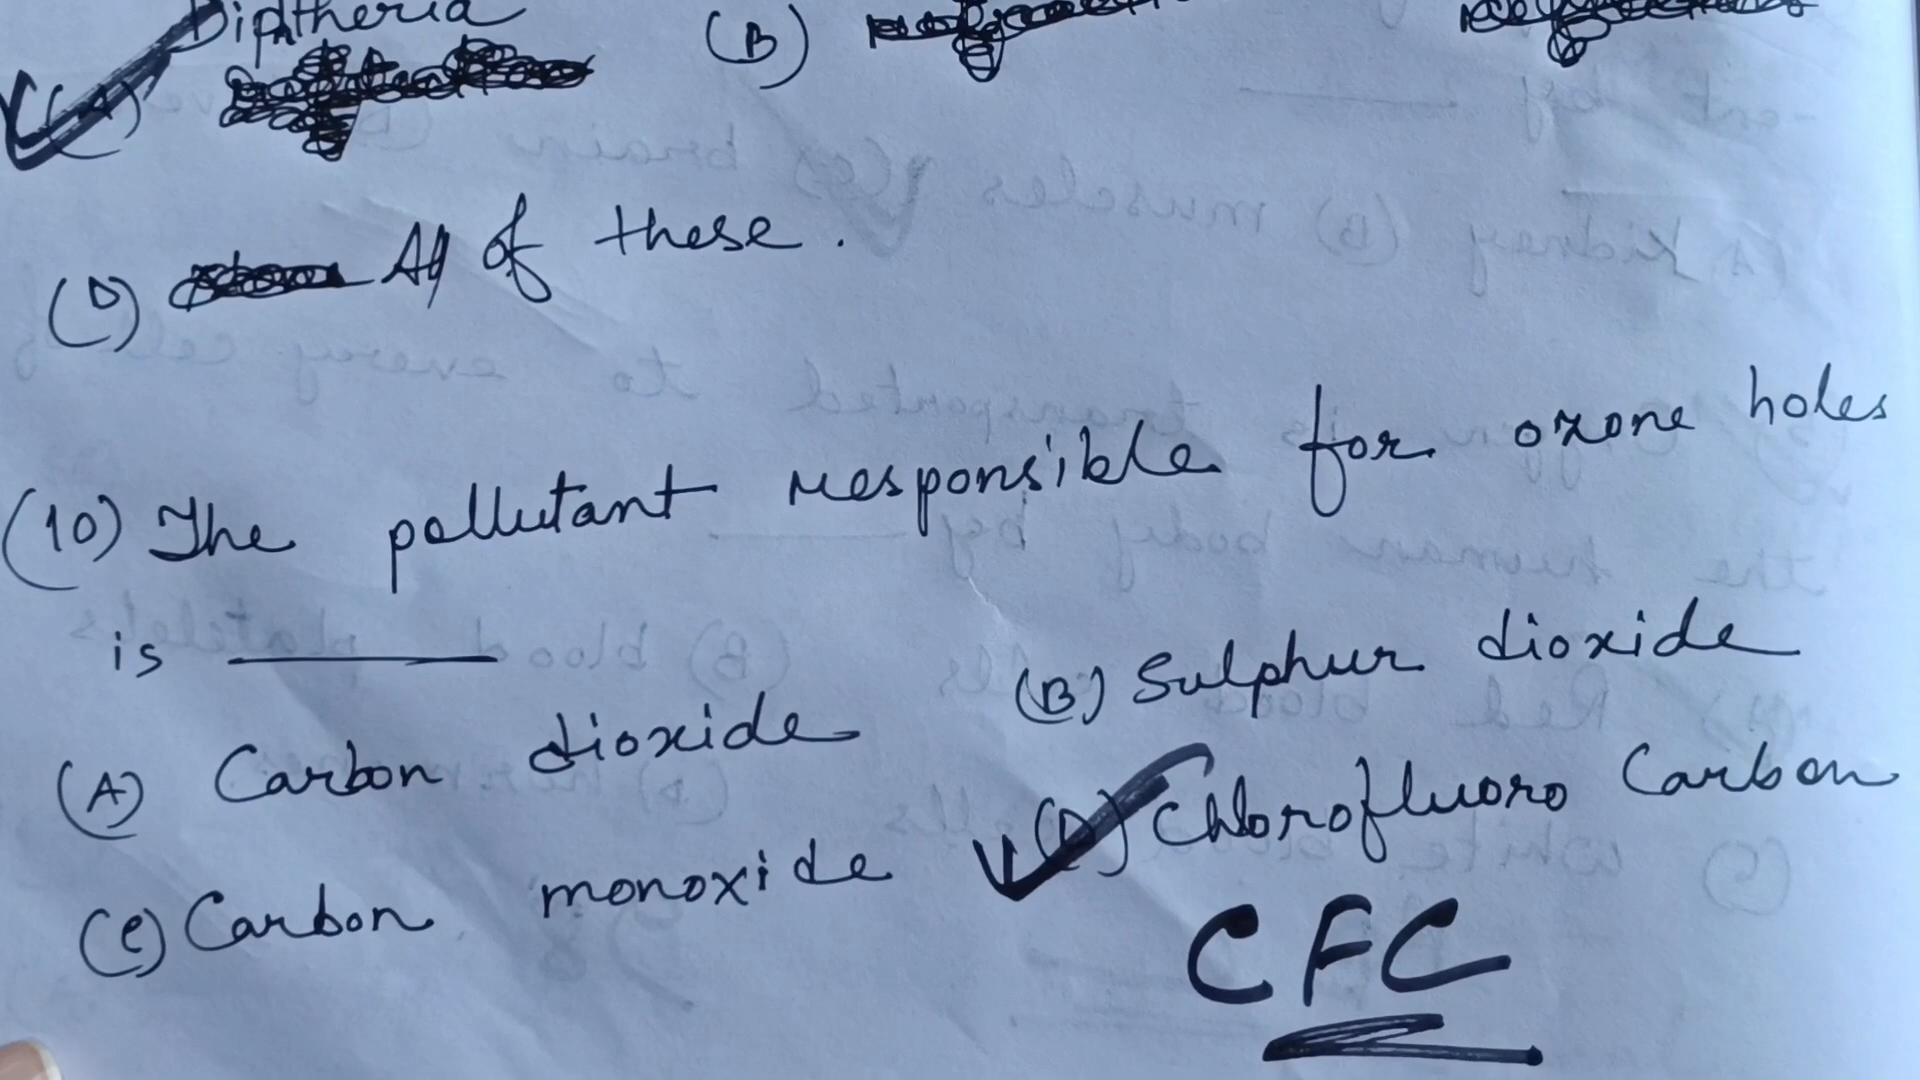 Diphtheria
(A) (B)
(D) All of these.
(10) The pollutant responsible for ozone holes
is ______
(A) Carbon dioxide (B) Sulphur dioxide
(C) Carbon monoxide (D) Chlorofluoro Carbon
CFC